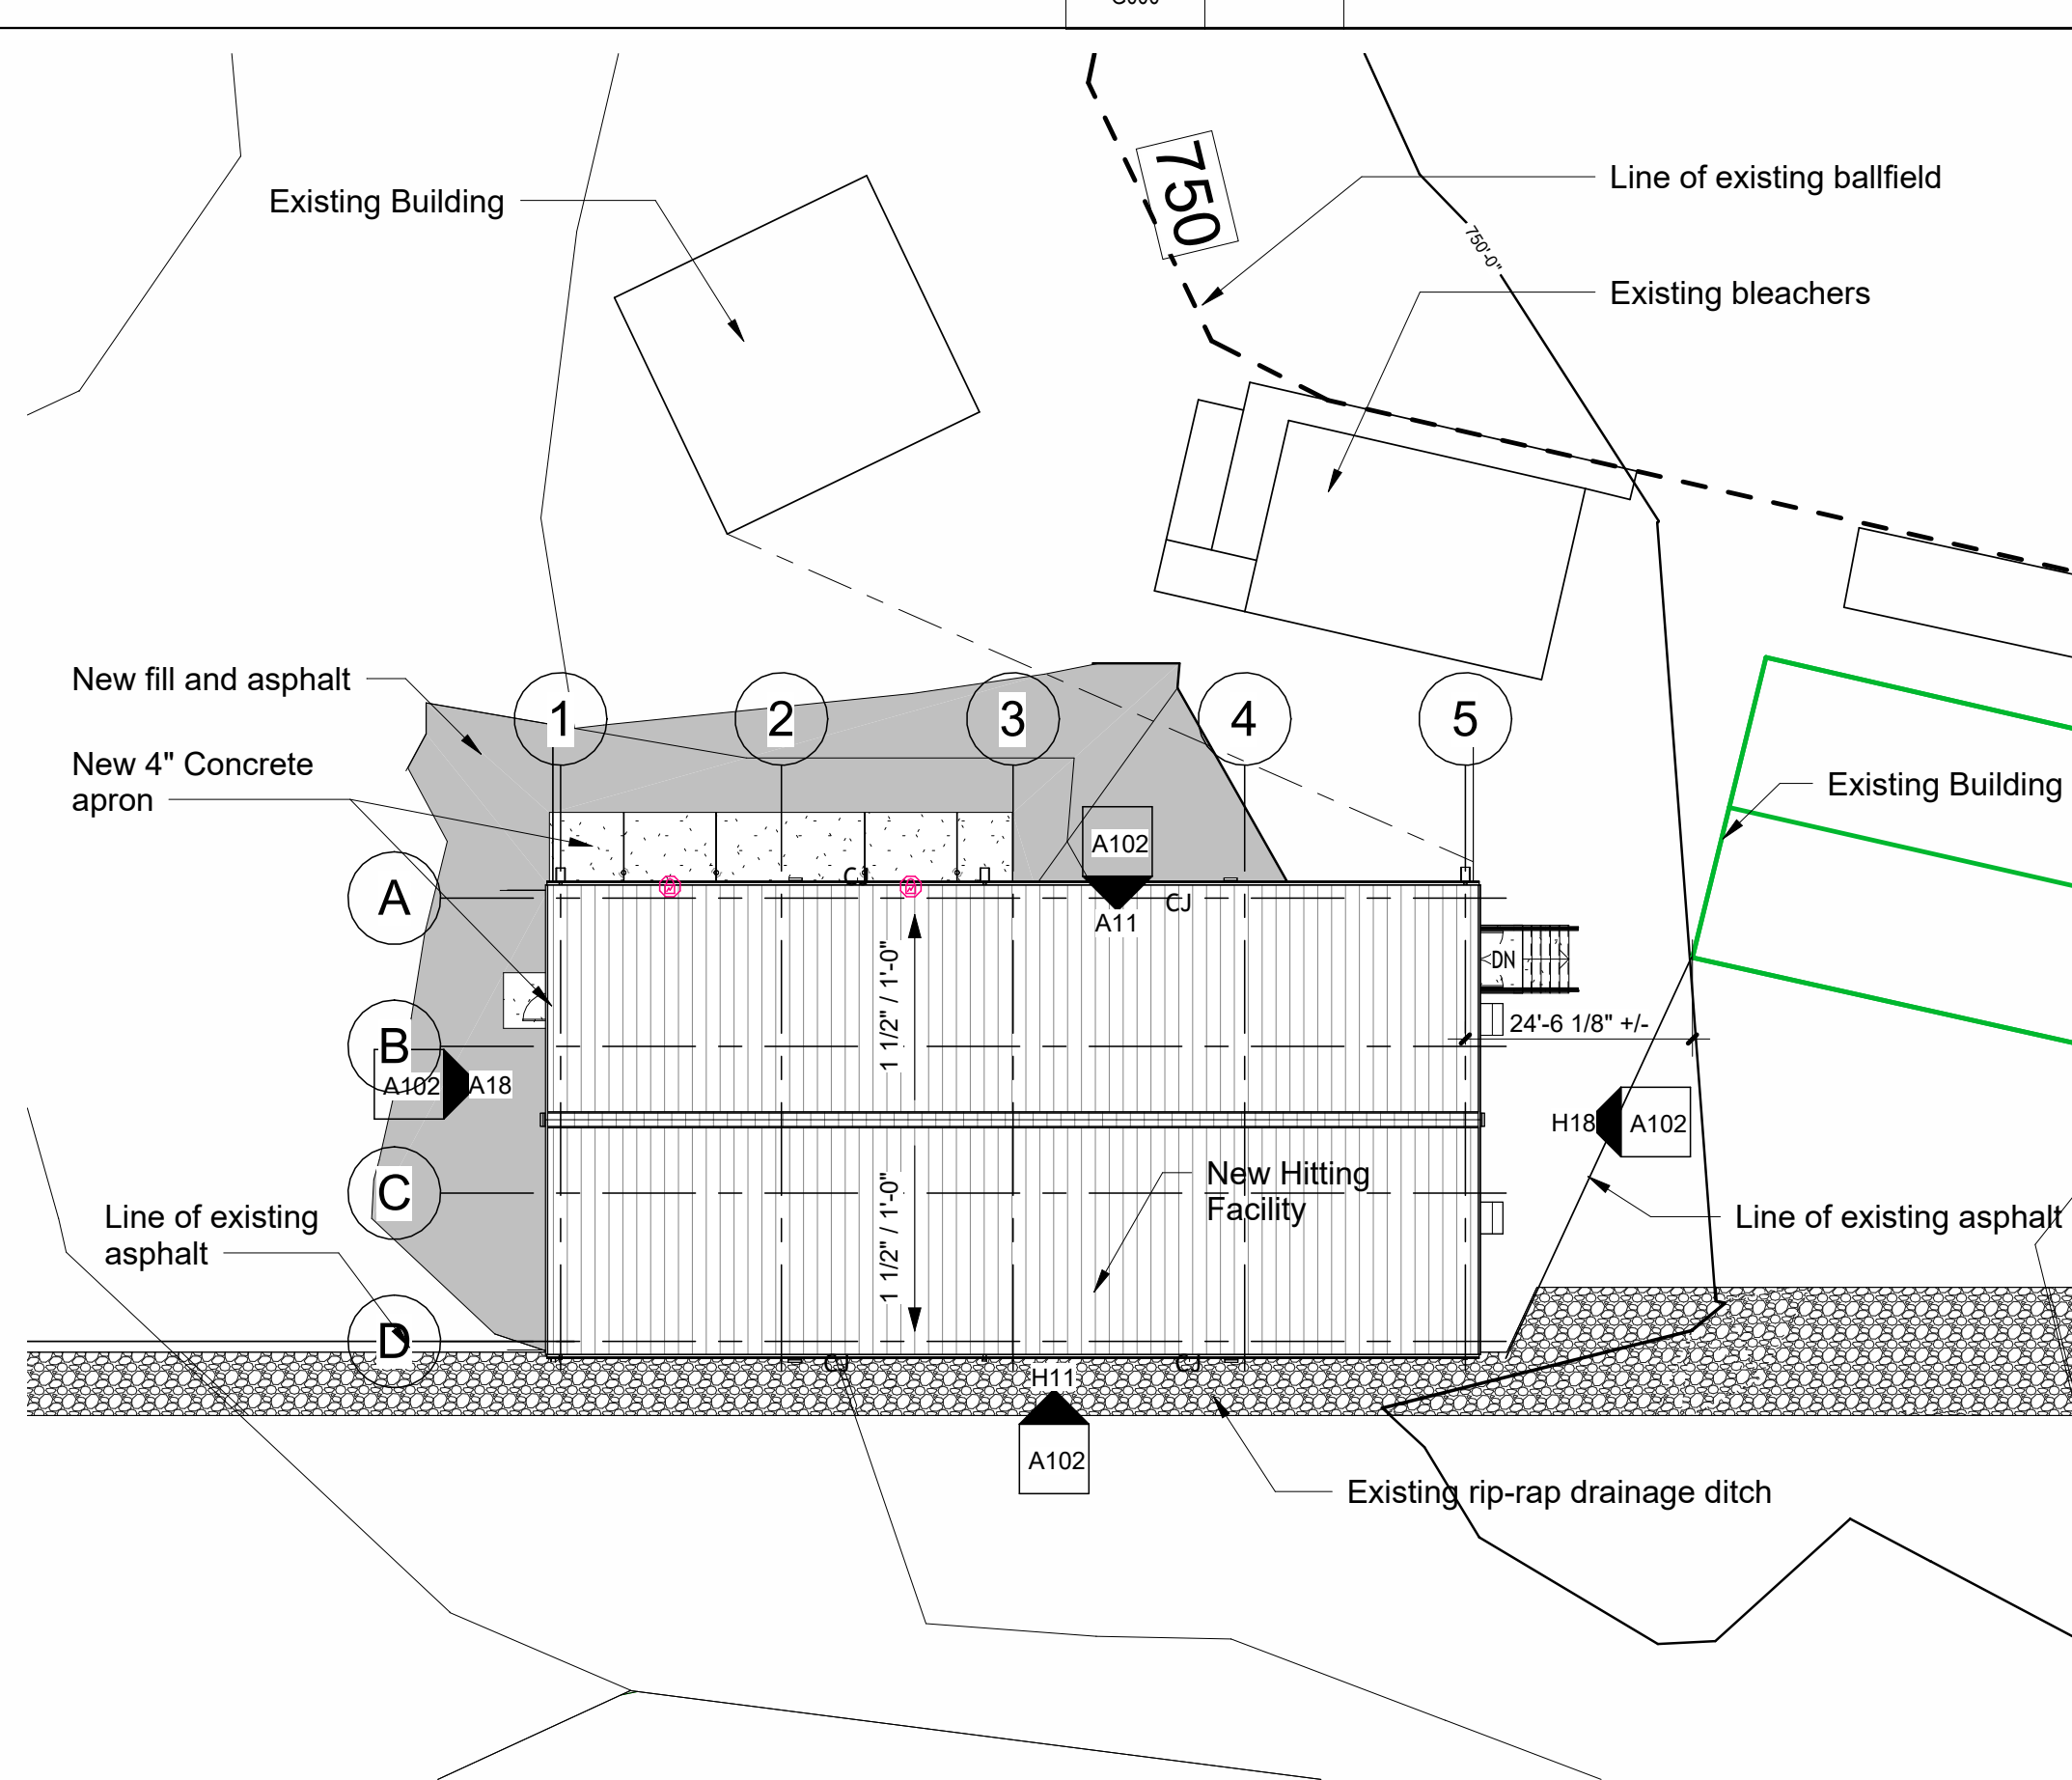 750
Line of existing ballfield
Existing Building
750'-0"
Existing bleachers
New fill and asphalt
1
2
3
4
5
New 4" Concrete
apron
Existing Building
A102
CJ
A
CJ
A11
DN
1 1/2" / 1'-0"
24'-6 1/8" +/-
B
A102
A18
H18
A102
New Hitting
Facility
C
1 1/2" / 1'-0"
Line of existing
asphalt
Line of existing asphalt
D
CJ
CJ
H11
A102
Existing rip-rap drainage ditch